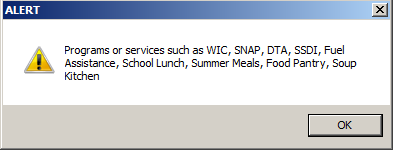 ALERT
Programs or services such as WIC, SNAP, DTA, SSDI, Fuel
Assistance, School Lunch, Summer Meals, Food Pantry, Soup
Kitchen
OK